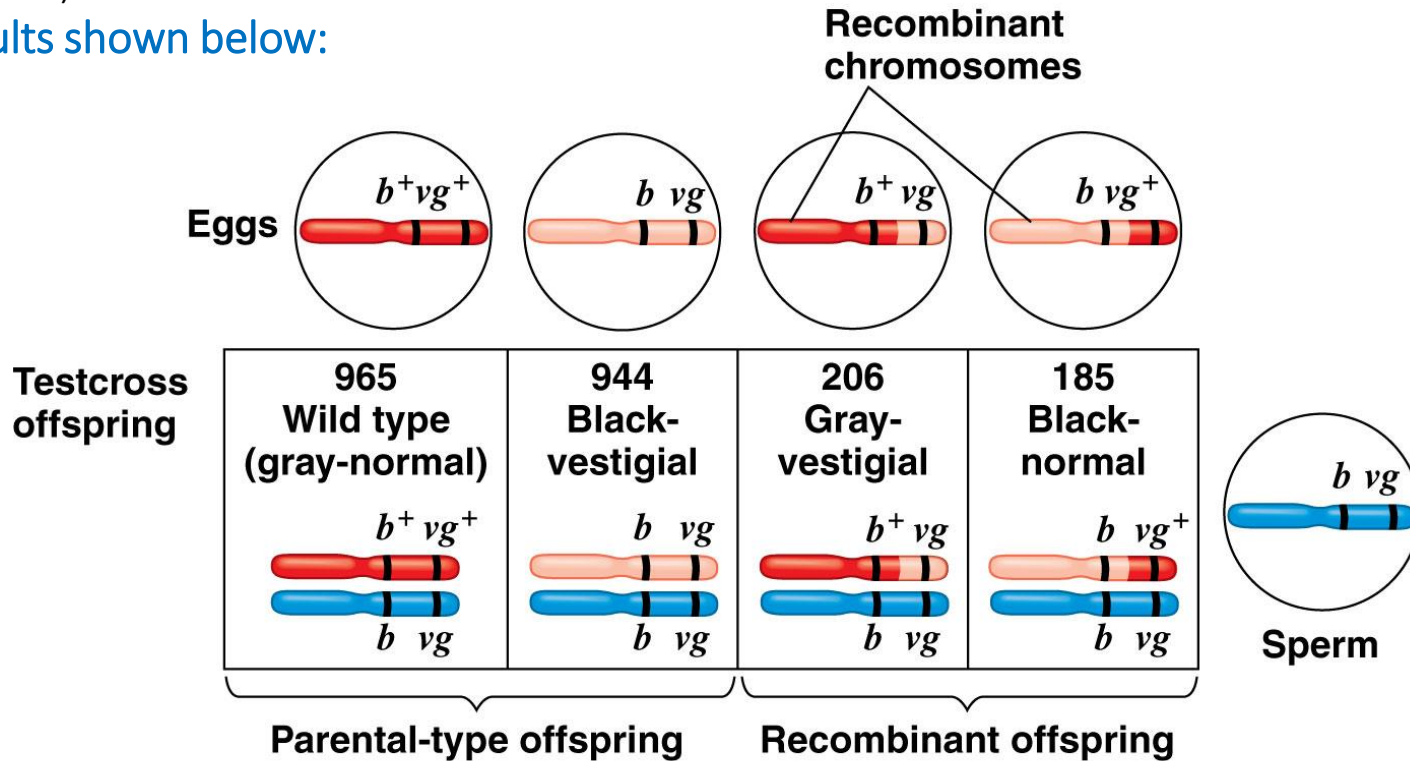 ults shown below:
Recombinant
chromosomes
Eggs
b⁺ vg⁺
b vg
b⁺ vg
b vg⁺
Testcross
offspring
965
Wild type
(gray-normal)
944
Black-
vestigial
206
Gray-
vestigial
185
Black-
normal
b⁺ vg⁺
b vg
b⁺ vg
b vg⁺
b vg
b vg
b vg
b vg
b vg
Sperm
Parental-type offspring
Recombinant offspring